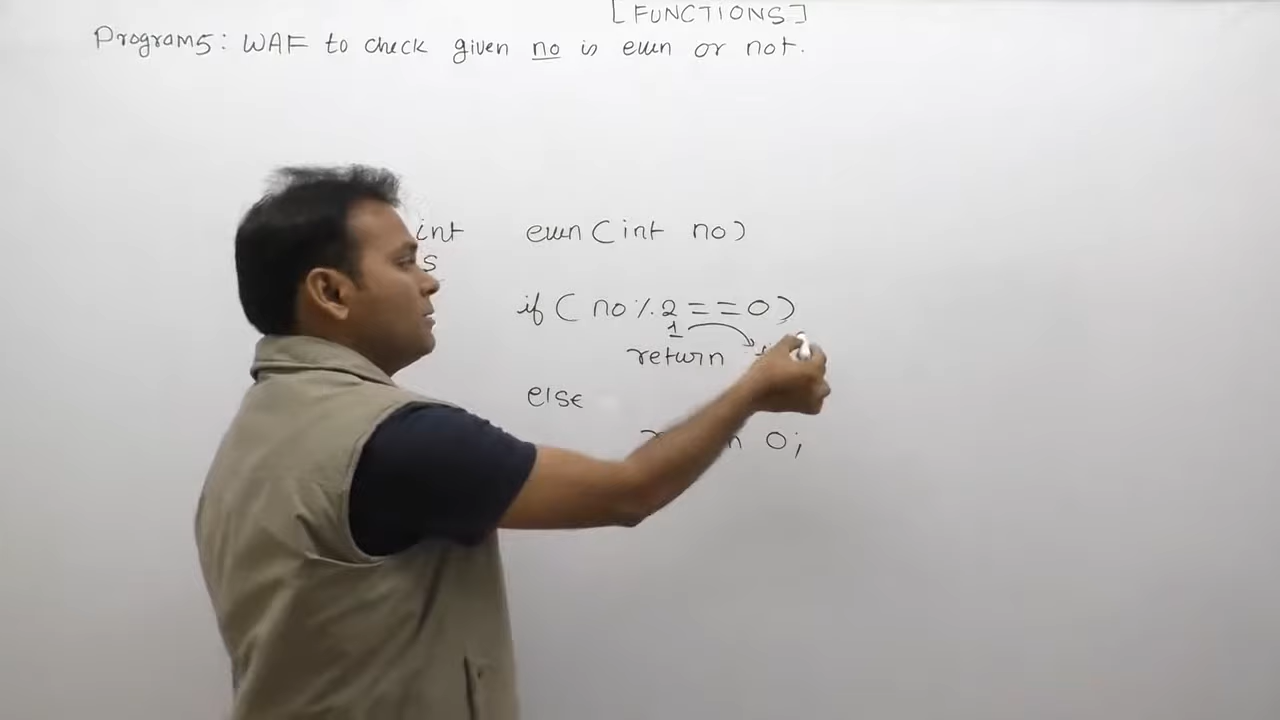 [FUNCTIONS]
Program5: WAF to check given no is even or not.
int even(int no)
if (no%2==0)
1
return
else
0;